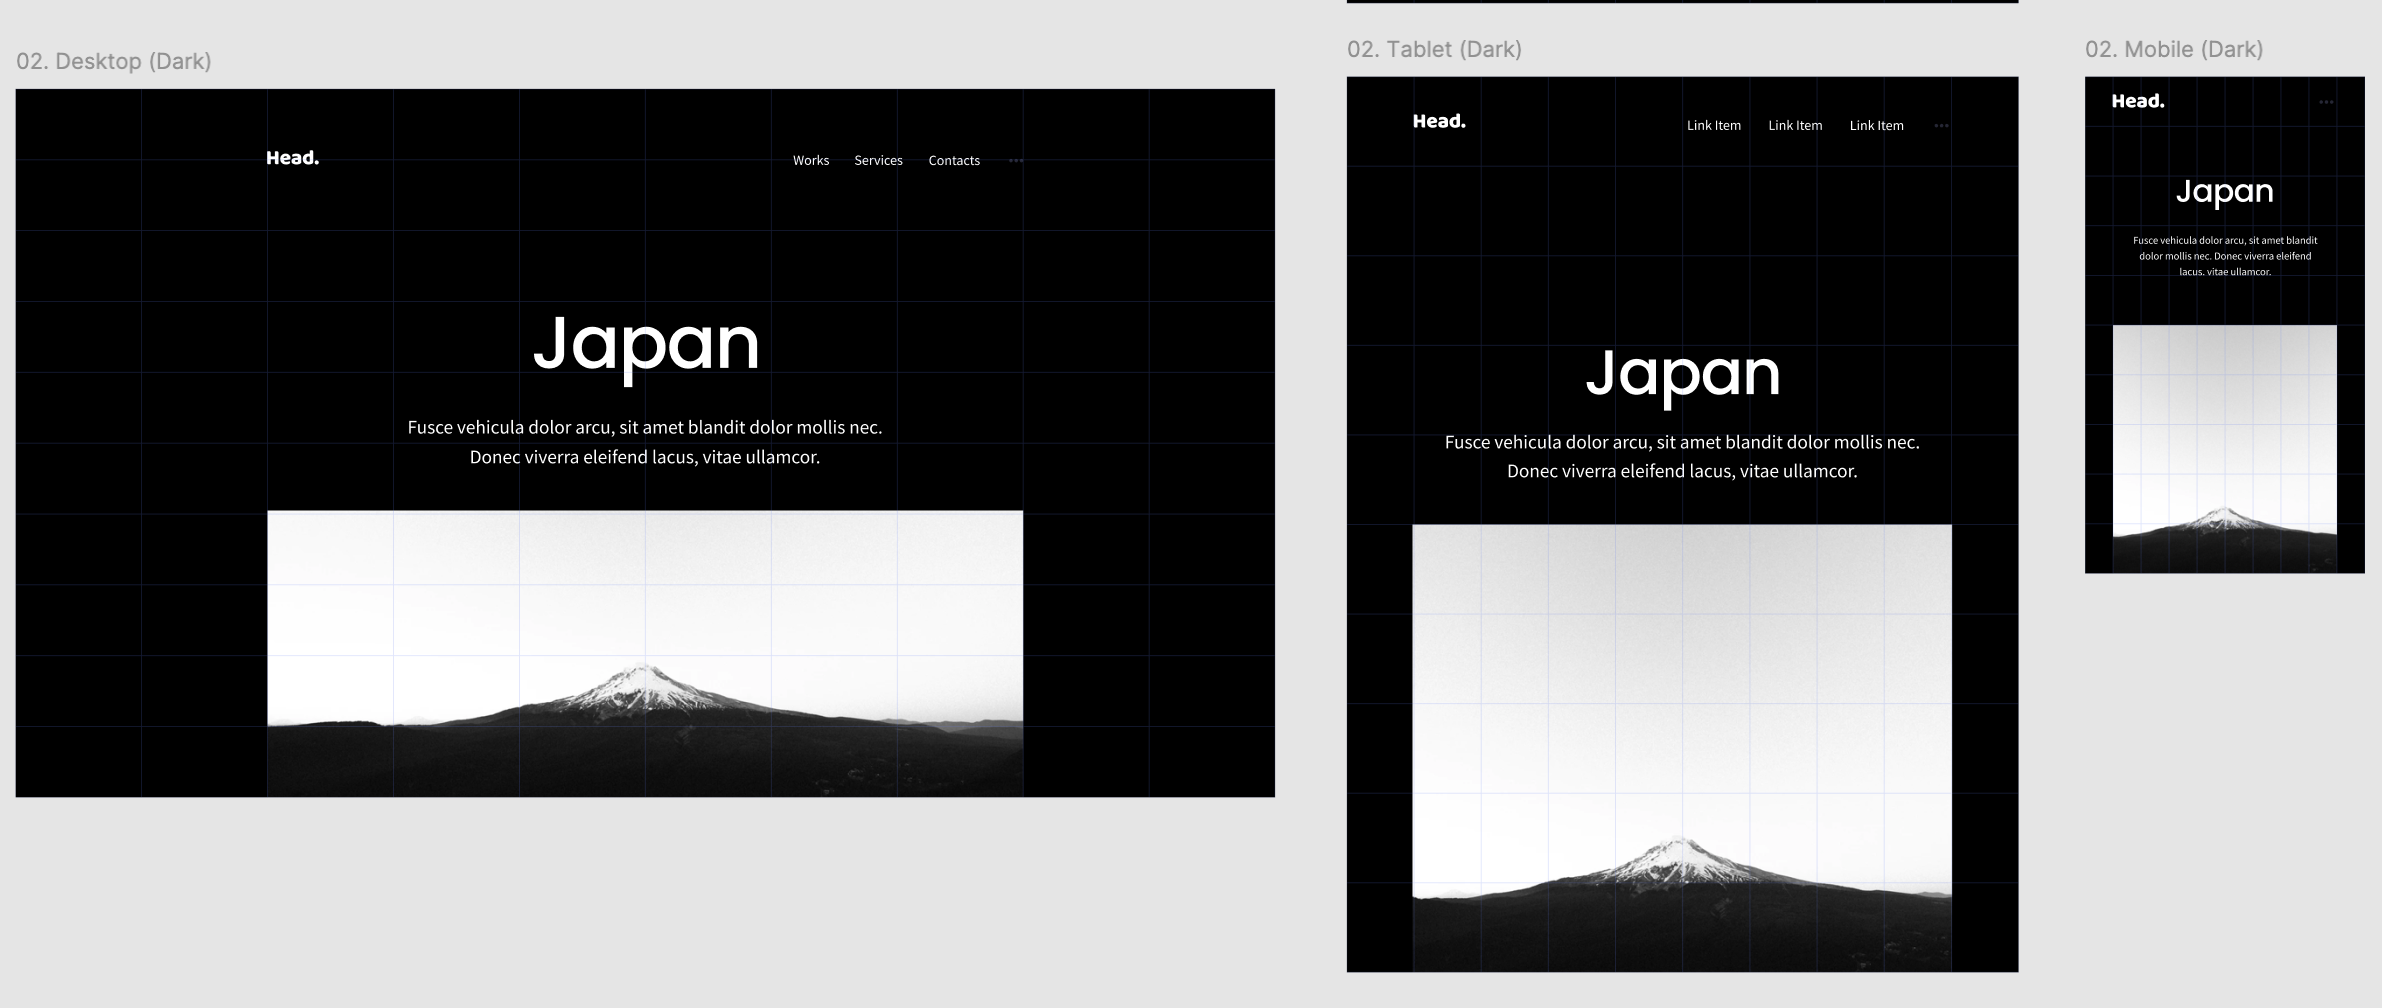 02. Desktop (Dark)
Head.
Works Services Contacts
Japan
Fusce vehicula dolor arcu, sit amet blandit dolor mollis nec.
Donec viverra eleifend lacus, vitae ullamcor.
02. Tablet (Dark)
Head.
Link Item Link Item Link Item
Japan
Fusce vehicula dolor arcu, sit amet blandit dolor mollis nec.
Donec viverra eleifend lacus, vitae ullamcor.
02. Mobile (Dark)
Head.
Japan
Fusce vehicula dolor arcu, sit amet blandit
dolor mollis nec. Donec viverra eleifend
lacus, vitae ullamcor.